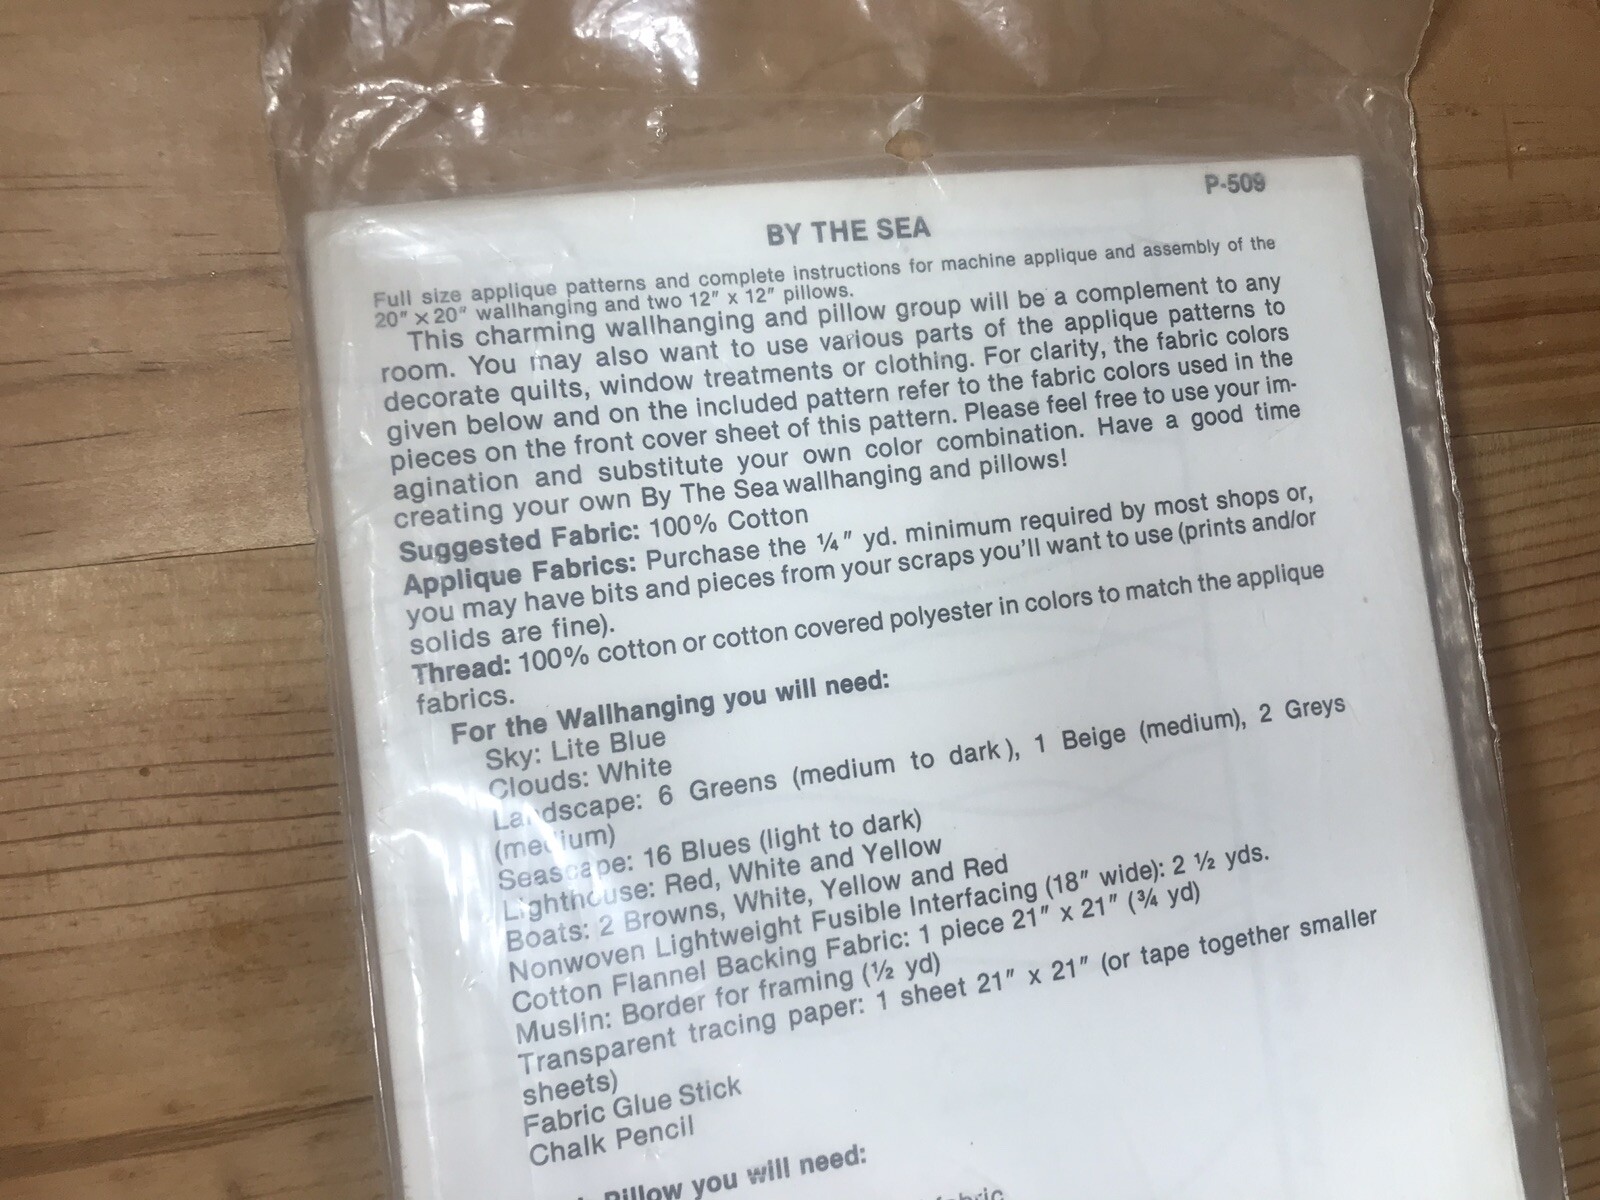 P-509
BY THE SEA
Full size applique patterns and complete instructions for machine applique and assembly of the
20" x 20" wallhanging and two 12" x 12" pillows.
This charming wallhanging and pillow group will be a complement to any
room. You may also want to use various parts of the applique patterns to
decorate quilts, window treatments or clothing. For clarity, the fabric colors
given below and on the included pattern refer to the fabric colors used in the
pieces on the front cover sheet of this pattern. Please feel free to use your im-
agination and substitute your own color combination. Have a good time
creating your own By The Sea wallhanging and pillows!
Suggested Fabric: 100% Cotton
Applique Fabrics: Purchase the ¼" yd. minimum required by most shops or,
you may have bits and pieces from your scraps you'll want to use (prints and/or
solids are fine).
Thread: 100% cotton or cotton covered polyester in colors to match the applique
fabrics.
For the Wallhanging you will need:
Sky: Lite Blue
Clouds: White
Landscape: 6 Greens (medium to dark), 1 Beige (medium), 2 Greys
(medium)
Seascape: 16 Blues (light to dark)
Lighthouse: Red, White and Yellow
Boats: 2 Browns, White, Yellow and Red
Nonwoven Lightweight Fusible Interfacing (18" wide): 2 ½ yds.
Cotton Flannel Backing Fabric: 1 piece 21" x 21" (¾ yd)
Muslin: Border for framing (½ yd)
Transparent tracing paper: 1 sheet 21" x 21" (or tape together smaller
sheets)
Fabric Glue Stick
Chalk Pencil
Pillow you will need: